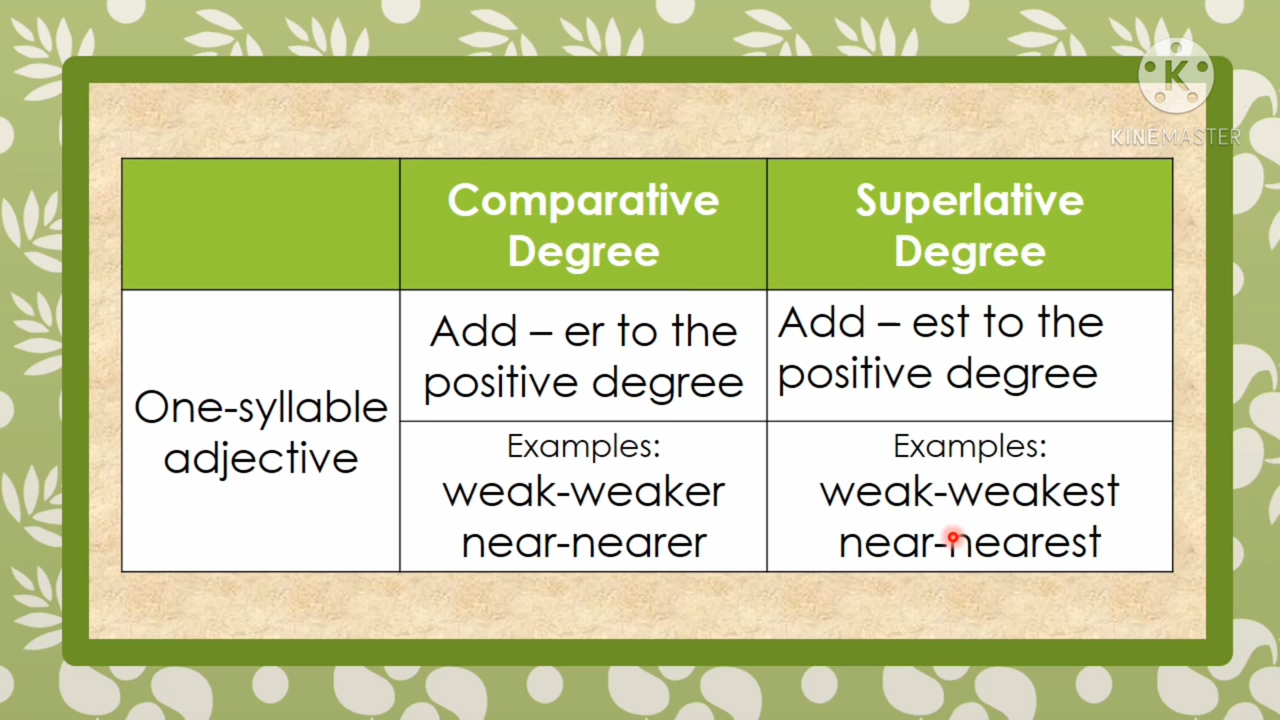 K
KINEMASTER
Comparative
Degree
Superlative
Degree
One-syllable
adjective
Add – er to the
positive degree
Add – est to the
positive degree
Examples:
weak-weaker
near-nearer
Examples:
weak-weakest
near-nearest